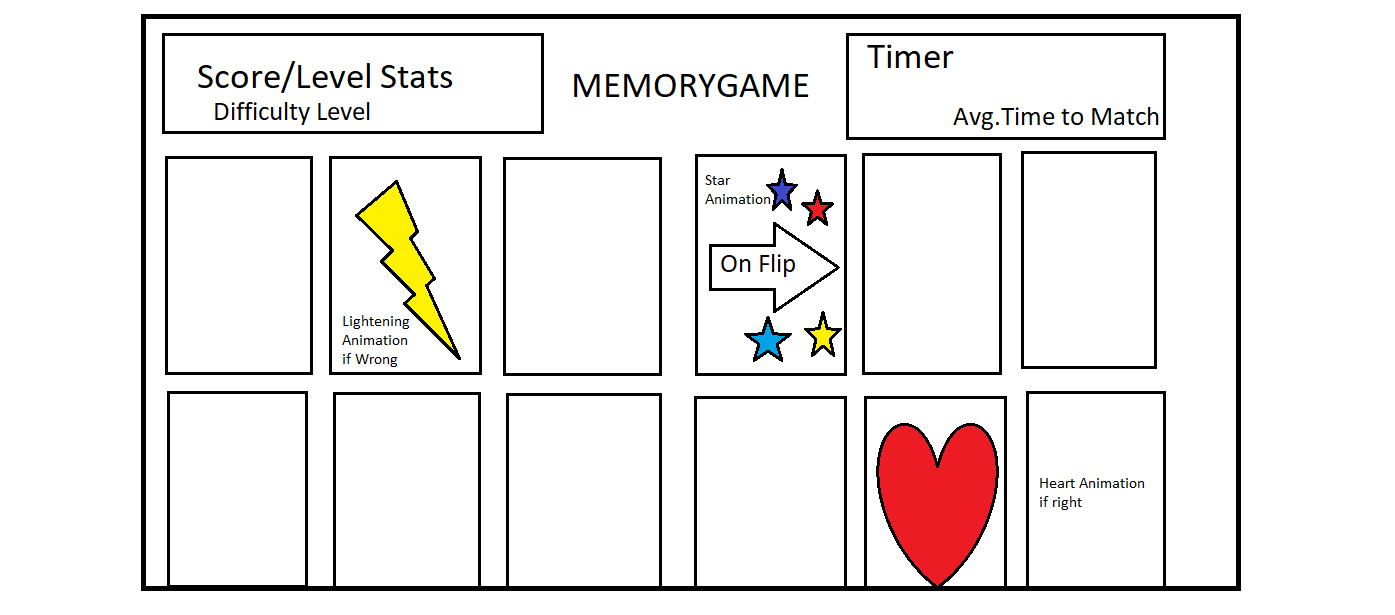 Score/Level Stats
Difficulty Level
MEMORYGAME
Timer
Avg.Time to Match
Lightening
Animation
if Wrong
Star
Animation
On Flip
Heart Animation
if right